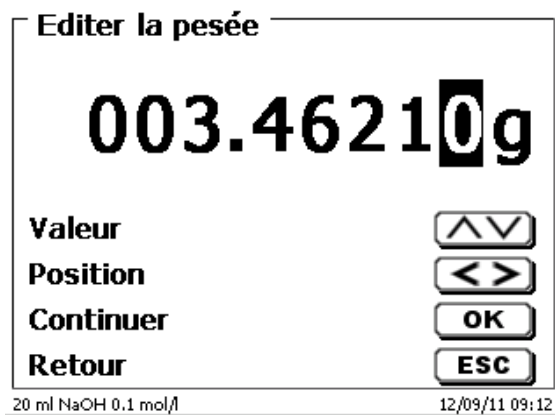 Editer la pesée
003.46210g
Valeur
Position < >
Continuer OK
Retour ESC
20 ml NaOH 0.1 mol/l 12/09/11 09:12